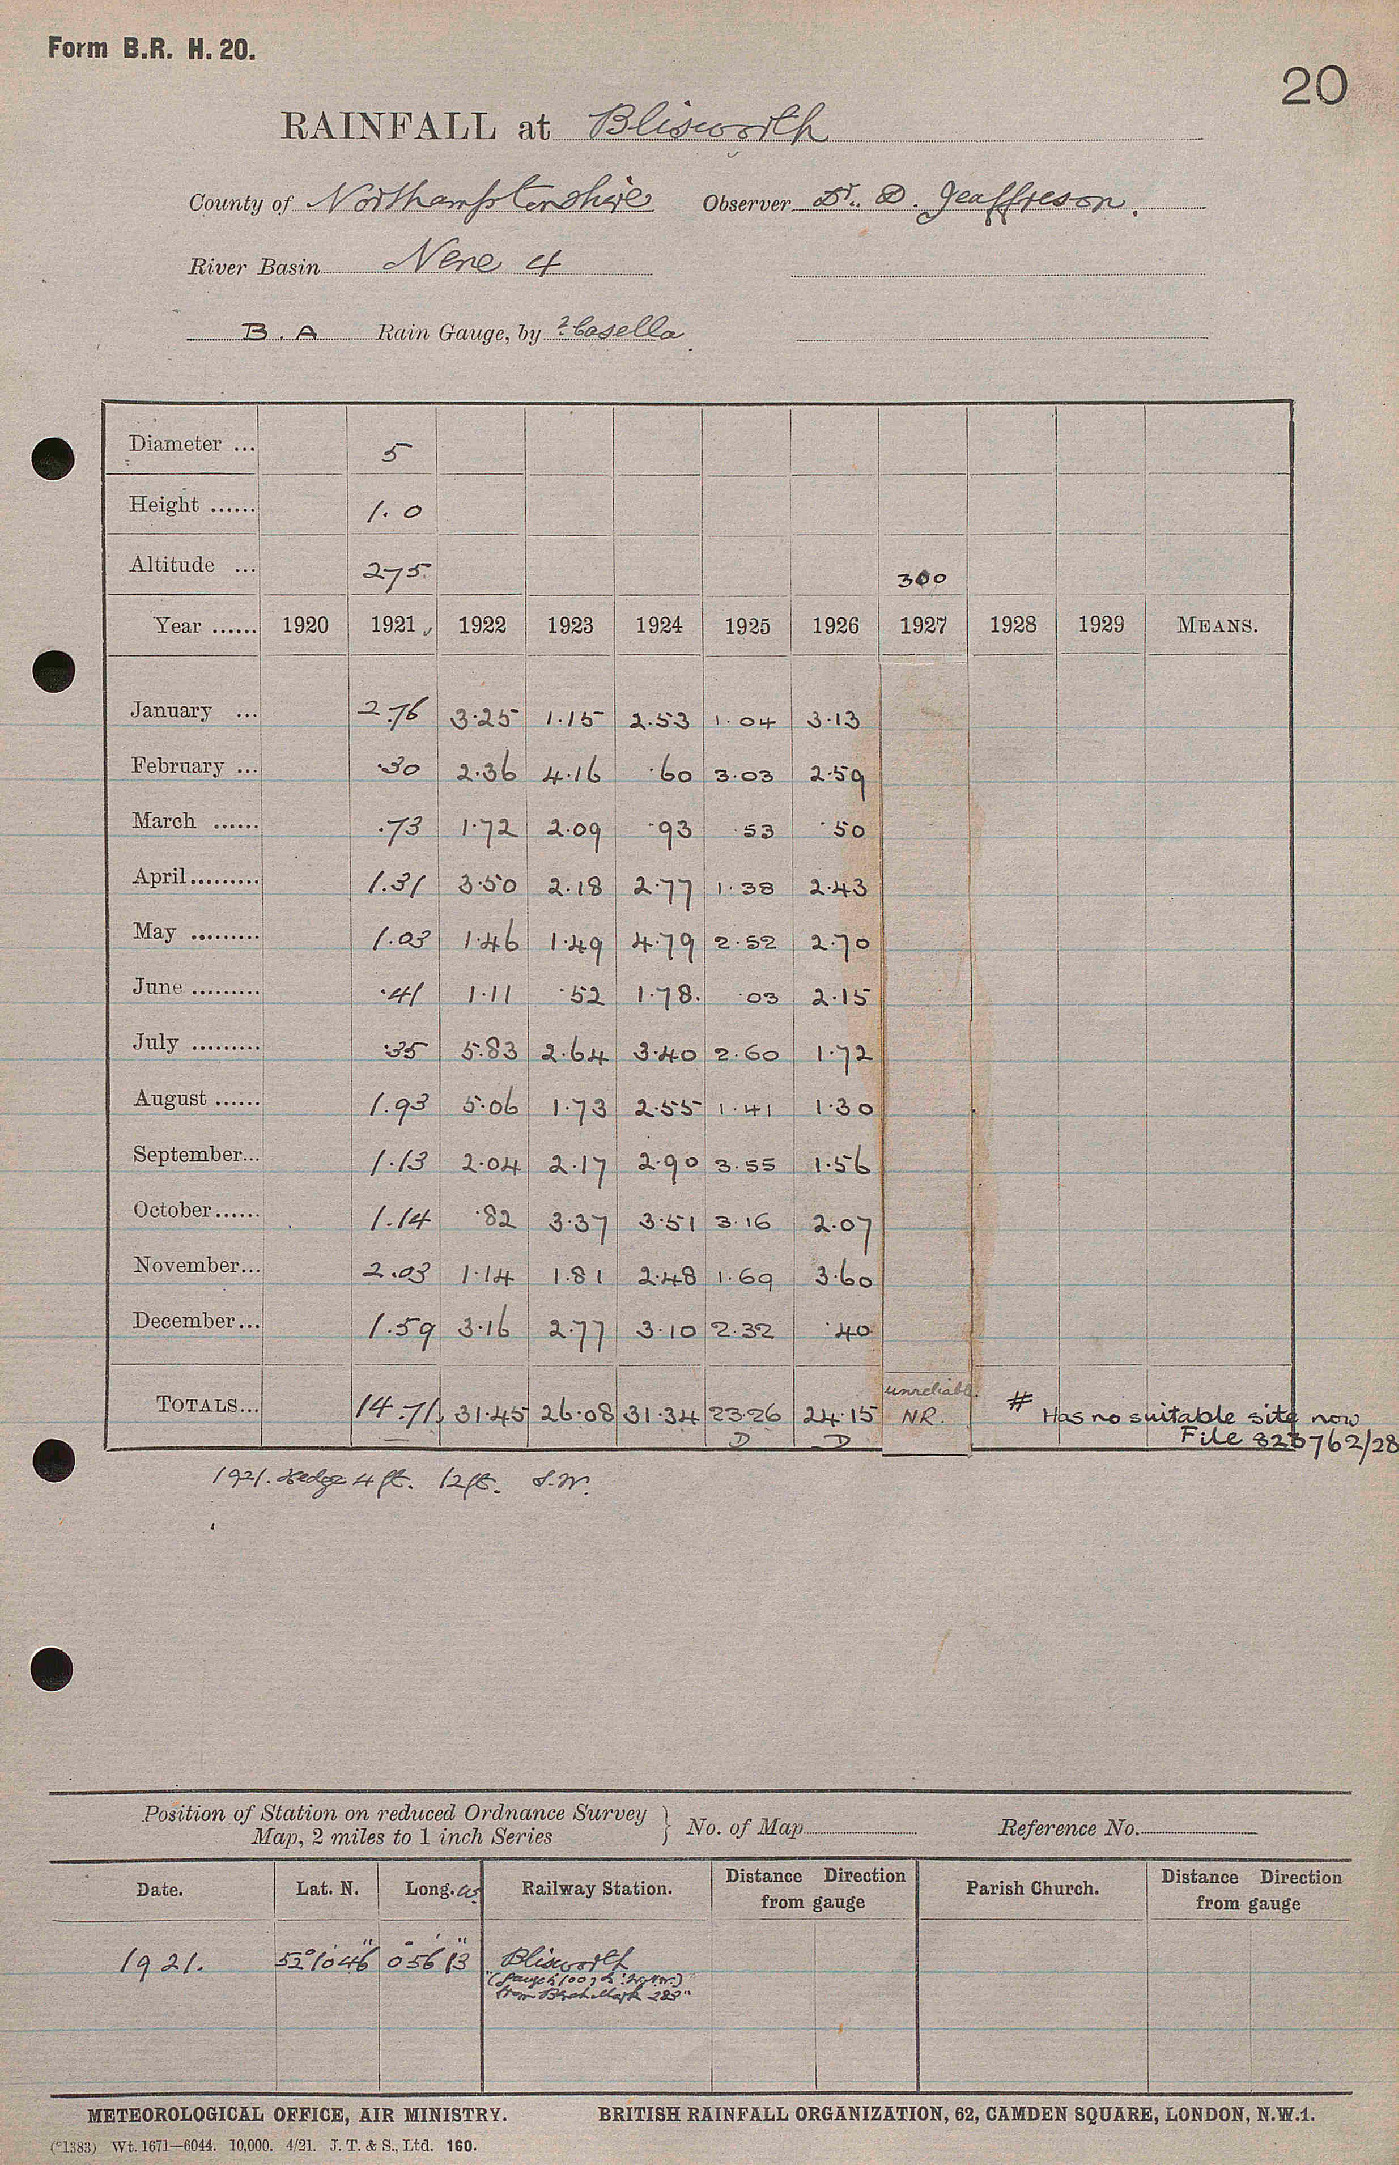 Form B.R. H. 20.
20
RAINFALL at Blisworth
County of Northamptonshire Observer Dr. D. Jeaffreson.
River Basin Nene 4
B. A Rain Gauge, by ? Casella
Diameter ... 5
Height ...... 1.0
Altitude ... 275 300
Year ...... 1920 1921 1922 1923 1924 1925 1926 1927 1928 1929 MEANS.
January ... 2.76 3.25 1.15 2.53 1.04 3.13
February ... .30 2.36 4.16 .60 3.03 2.59
March ...... .73 1.72 2.09 .93 .53 .50
April......... 1.31 3.50 2.18 2.77 1.38 2.43
May ......... 1.03 1.46 1.49 4.79 2.52 2.70
June ......... .41 1.11 .52 1.78. .03 2.15
July ......... .35 5.83 2.64 3.40 2.60 1.72
August ...... 1.93 5.06 1.73 2.55 1.41 1.30
September... 1.13 2.04 2.17 2.90 3.55 1.56
October...... 1.14 .82 3.37 3.51 3.16 2.07
November... 2.03 1.14 1.81 2.48 1.69 3.60
December... 1.59 3.16 2.77 3.10 2.32 .40
unreliable.
TOTALS... 14.71 31.45 26.08 31.34 23.26 24.15 NR. # Has no suitable site now
D D File 823762/28
1921. Hedge 4 ft. 12 ft. S.W.
Position of Station on reduced Ordnance Survey
Map, 2 miles to 1 inch Series } No. of Map Reference No.
Date. Lat. N. Long. W. Railway Station. Distance Direction from gauge Parish Church. Distance Direction from gauge
1921. 52° 10' 46" 0° 56' 13" Blisworth
from Bench Mark 283"
METEOROLOGICAL OFFICE, AIR MINISTRY. BRITISH RAINFALL ORGANIZATION, 62, CAMDEN SQUARE, LONDON, N.W.1.
(*1383) Wt. 1671—6044. 10,000. 4/21. J. T. & S., Ltd. 160.